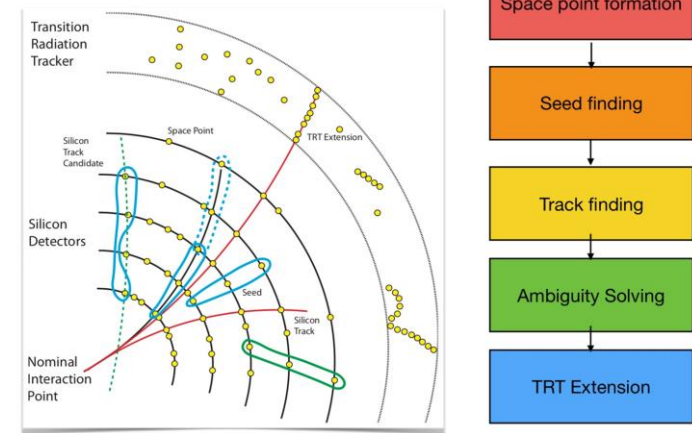 Transition
Radiation
Tracker
Space Point
TRT Extension
Silicon
Track
Candidate
Silicon
Detectors
Seed
Silicon
Track
Nominal
Interaction
Point
Space point formation
Seed finding
Track finding
Ambiguity Solving
TRT Extension